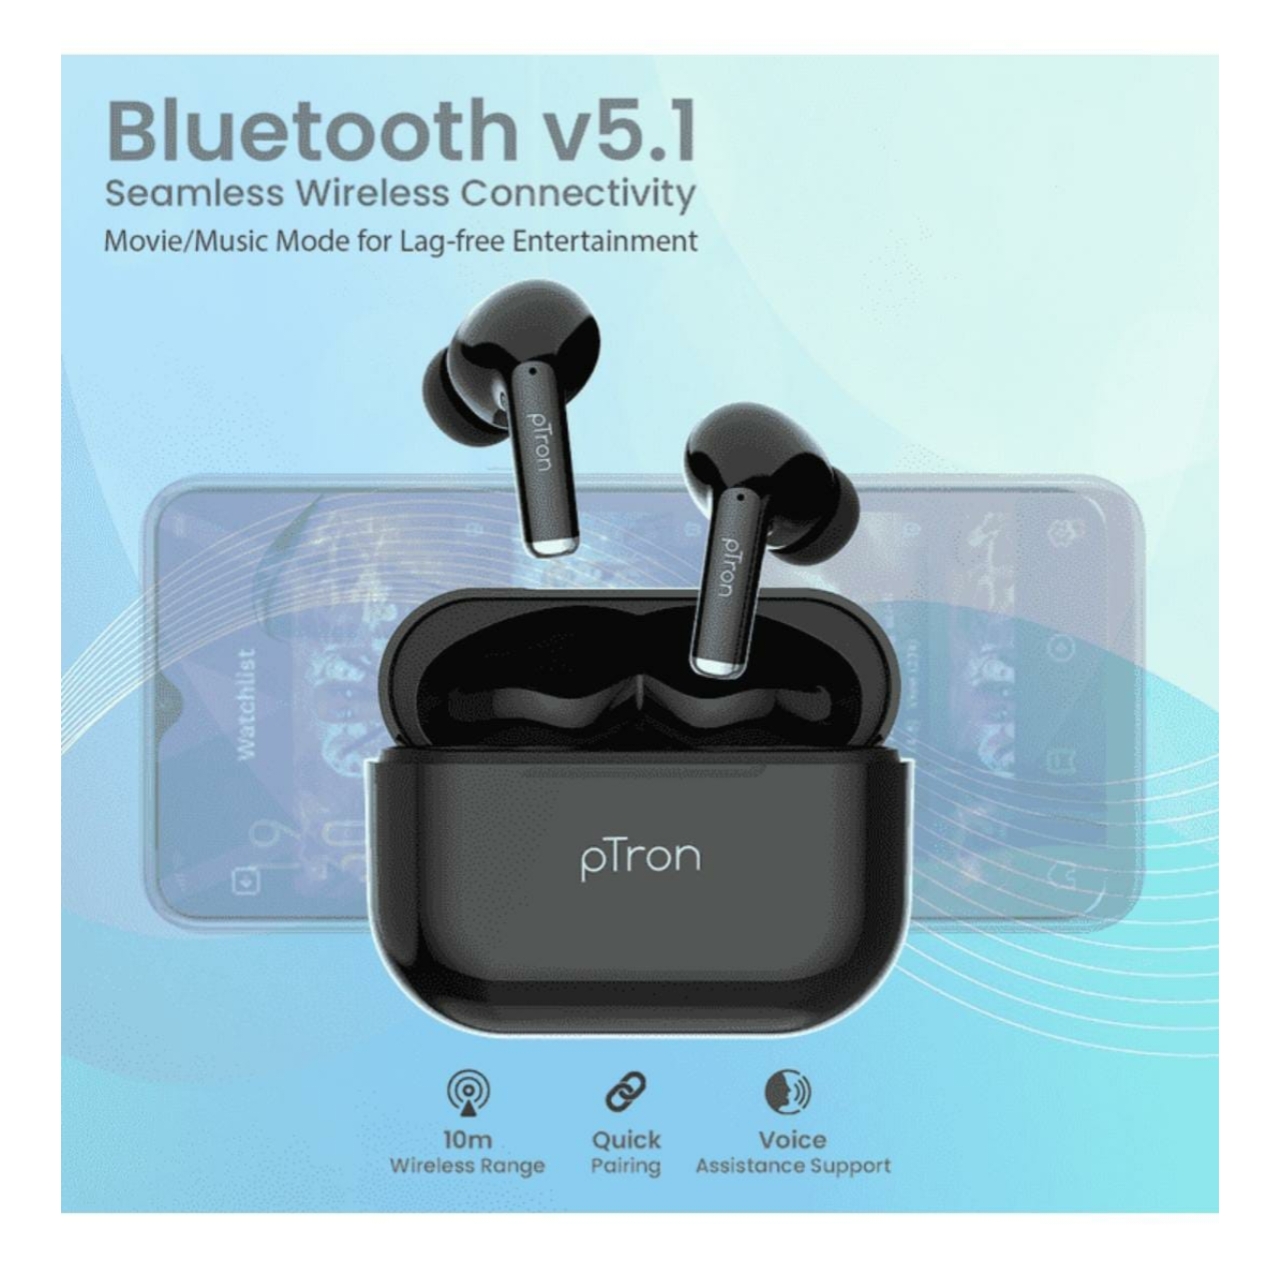 Bluetooth v5.1
Seamless Wireless Connectivity
Movie/Music Mode for Lag-free Entertainment
pTron
pTron
Watchlist
pTron
10m
Wireless Range
Quick
Pairing
Voice
Assistance Support